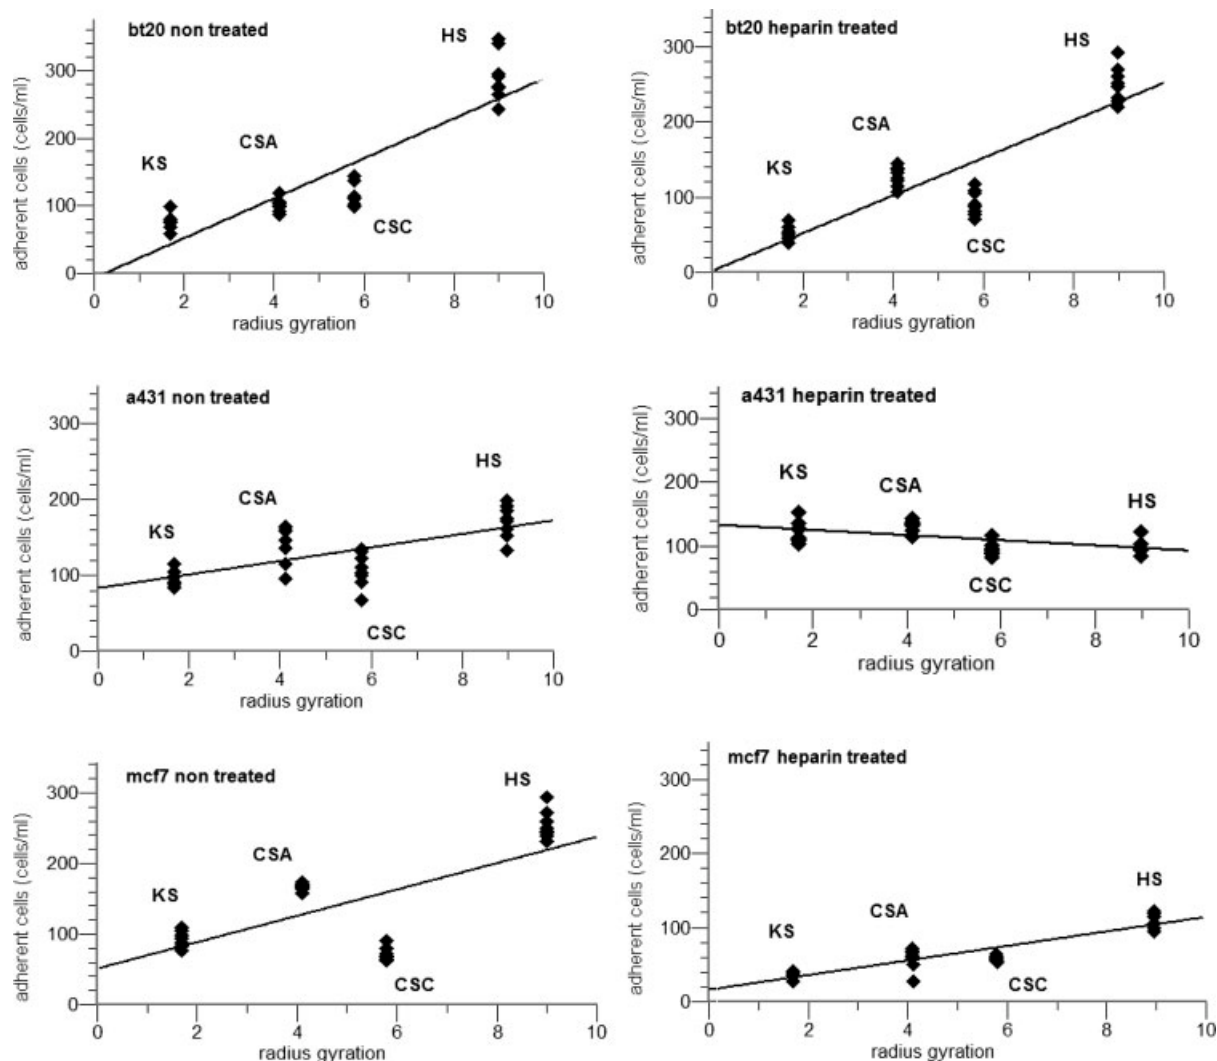 bt20 non treated
HS
CSA
KS
CSC
adherent cells (cells/ml)
300
200
100
0
0 2 4 6 8 10
radius gyration
bt20 heparin treated
HS
CSA
KS
CSC
adherent cells (cells/ml)
300
200
100
0
0 2 4 6 8 10
radius gyration
a431 non treated
HS
CSA
KS
CSC
adherent cells (cells/ml)
300
200
100
0
0 2 4 6 8 10
radius gyration
a431 heparin treated
KS
CSA
HS
CSC
adherent cells (cells/ml)
300
200
100
0
0 2 4 6 8 10
radius gyration
mcf7 non treated
HS
CSA
KS
CSC
adherent cells (cells/ml)
300
200
100
0
0 2 4 6 8 10
radius gyration
mcf7 heparin treated
HS
CSA
KS
CSC
adherent cells (cells/ml)
300
200
100
0
0 2 4 6 8 10
radius gyration